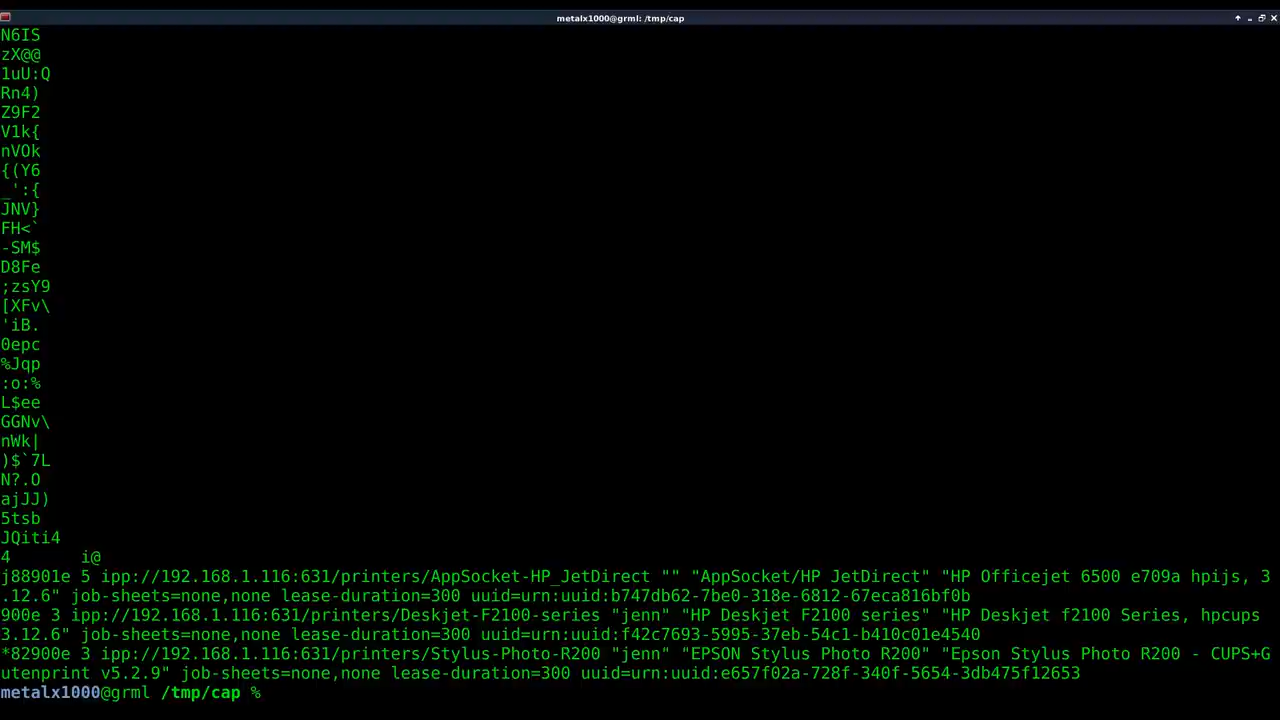 metalx1000@grml: /tmp/cap
N6IS
zX@@
1uU:Q
Rn4)
Z9F2
V1k{
nVOk
{(Y6
_':{
JNV}
FH<`
-SM$
D8Fe
;zsY9
[XFv\
'iB.
0epc
%Jqp
:o:%
L$ee
GGNv\
nWk|
)$`7L
N?.O
ajJJ)
5tsb
JQiti4
4       i@
j88901e 5 ipp://192.168.1.116:631/printers/AppSocket-HP_JetDirect "" "AppSocket/HP JetDirect" "HP Officejet 6500 e709a hpijs, 3
.12.6" job-sheets=none,none lease-duration=300 uuid=urn:uuid:b747db62-7be0-318e-6812-67eca816bf0b
900e 3 ipp://192.168.1.116:631/printers/Deskjet-F2100-series "jenn" "HP Deskjet F2100 series" "HP Deskjet f2100 Series, hpcups
3.12.6" job-sheets=none,none lease-duration=300 uuid=urn:uuid:f42c7693-5995-37eb-54c1-b410c01e4540
*82900e 3 ipp://192.168.1.116:631/printers/Stylus-Photo-R200 "jenn" "EPSON Stylus Photo R200" "Epson Stylus Photo R200 - CUPS+G
utenprint v5.2.9" job-sheets=none,none lease-duration=300 uuid=urn:uuid:e657f02a-728f-340f-5654-3db475f12653
metalx1000@grml /tmp/cap %